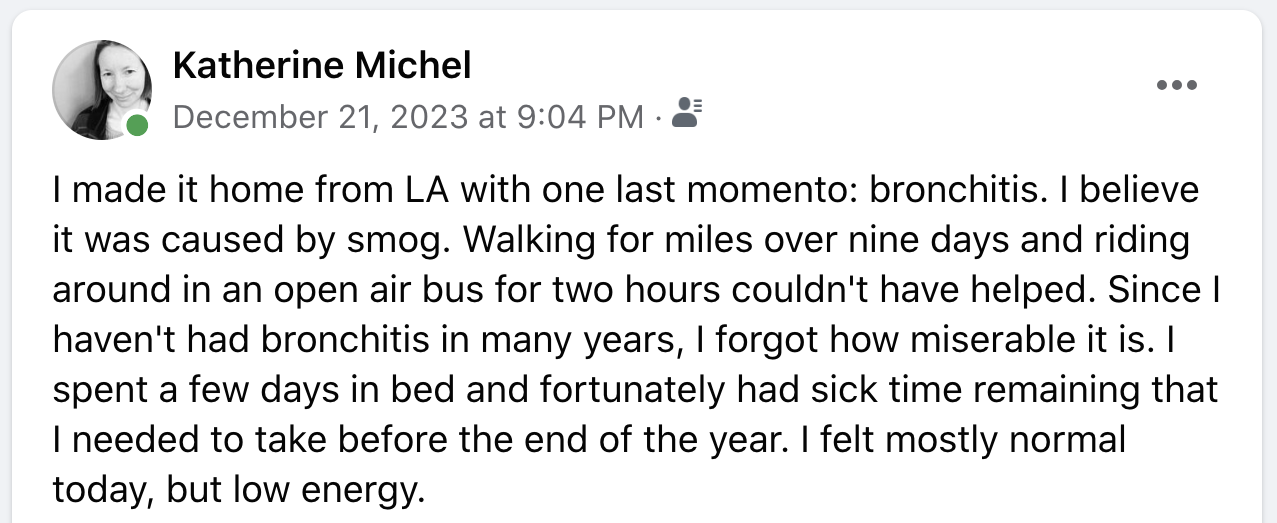 Katherine Michel
December 21, 2023 at 9:04 PM ·
I made it home from LA with one last momento: bronchitis. I believe
it was caused by smog. Walking for miles over nine days and riding
around in an open air bus for two hours couldn't have helped. Since I
haven't had bronchitis in many years, I forgot how miserable it is. I
spent a few days in bed and fortunately had sick time remaining that
I needed to take before the end of the year. I felt mostly normal
today, but low energy.